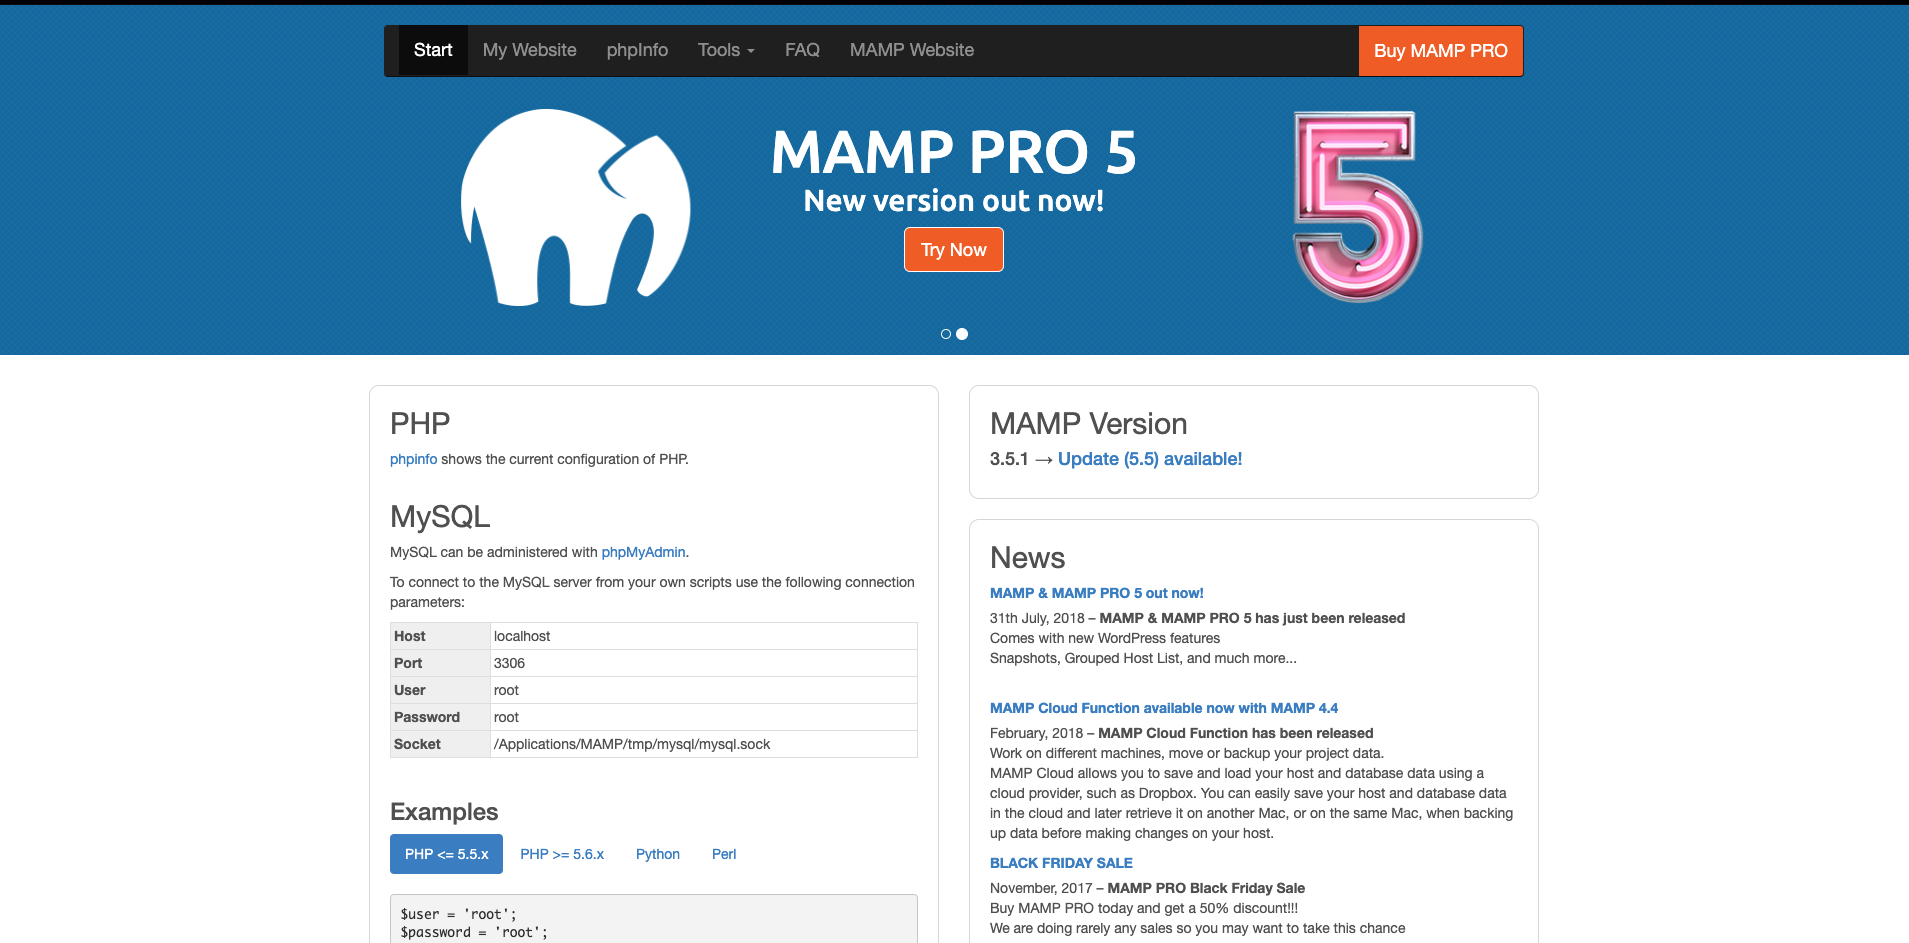 Start My Website phpInfo Tools FAQ MAMP Website Buy MAMP PRO
MAMP PRO 5
New version out now!
Try Now
5
PHP
phpinfo shows the current configuration of PHP.
MySQL
MySQL can be administered with phpMyAdmin.
To connect to the MySQL server from your own scripts use the following connection
parameters:
Host localhost
Port 3306
User root
Password root
Socket /Applications/MAMP/tmp/mysql/mysql.sock
Examples
PHP <= 5.5.x PHP >= 5.6.x Python Perl
$user = 'root';
$password = 'root';
MAMP Version
3.5.1 → Update (5.5) available!
News
MAMP & MAMP PRO 5 out now!
31th July, 2018 – MAMP & MAMP PRO 5 has just been released
Comes with new WordPress features
Snapshots, Grouped Host List, and much more...
MAMP Cloud Function available now with MAMP 4.4
February, 2018 – MAMP Cloud Function has been released
Work on different machines, move or backup your project data.
MAMP Cloud allows you to save and load your host and database data using a
cloud provider, such as Dropbox. You can easily save your host and database data
in the cloud and later retrieve it on another Mac, or on the same Mac, when backing
up data before making changes on your host.
BLACK FRIDAY SALE
November, 2017 – MAMP PRO Black Friday Sale
Buy MAMP PRO today and get a 50% discount!!!
We are doing rarely any sales so you may want to take this chance